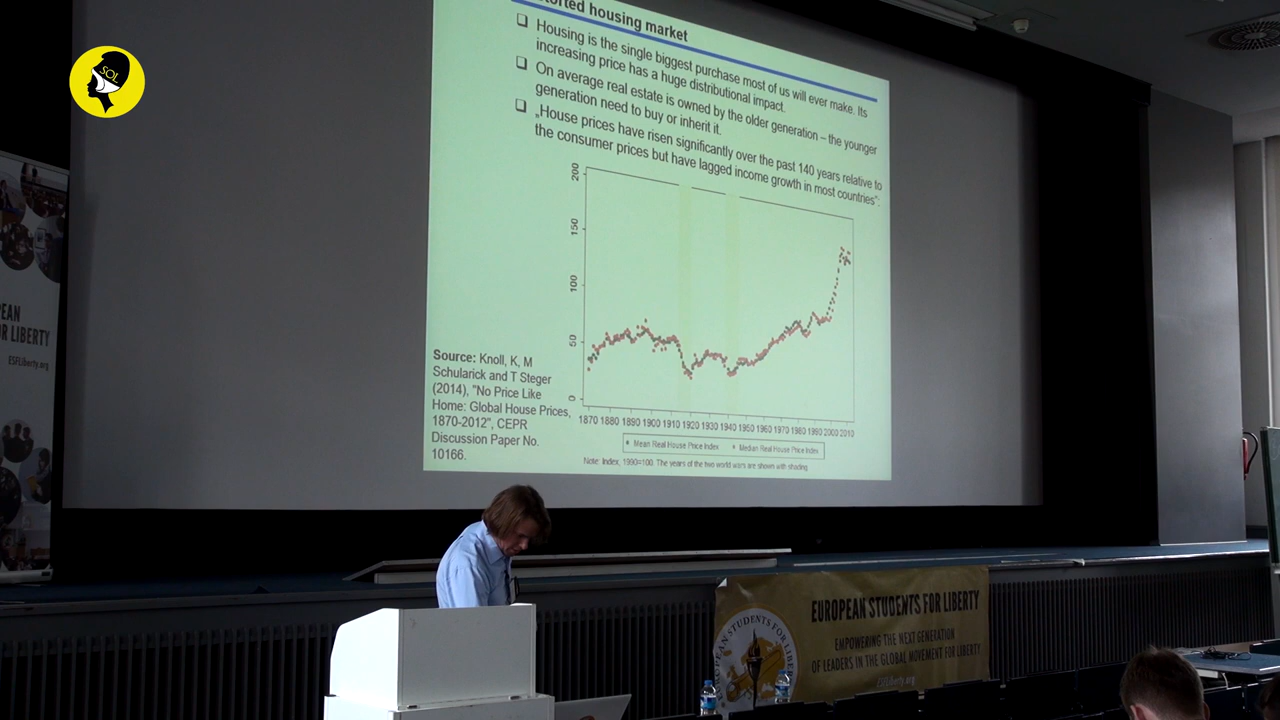 SOL
storted housing market
❑ Housing is the single biggest purchase most of us will ever make. Its
increasing price has a huge distributional impact.
❑ On average real estate is owned by the older generation – the younger
generation need to buy or inherit it.
❑ „House prices have risen significantly over the past 140 years relative to
the consumer prices but have lagged income growth in most countries“:
200
150
100
50
0
1870 1880 1890 1900 1910 1920 1930 1940 1950 1960 1970 1980 1990 2000 2010
Mean Real House Price Index Median Real House Price Index
Note: Index, 1990=100. The years of the two world wars are shown with shading
Source: Knoll, K, M
Schularick and T Steger
(2014), "No Price Like
Home: Global House Prices,
1870-2012", CEPR
Discussion Paper No.
10166.
PEAN
R LIBERTY
ESFLiberty.org
EUROPEAN STUDENTS FOR LIBERTY
EMPOWERING THE NEXT GENERATION
OF LEADERS IN THE GLOBAL MOVEMENT FOR LIBERTY
ESFLiberty.org
PEAN STUDENTS FOR LIBER